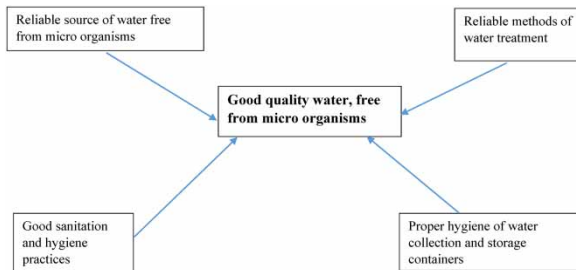 Reliable source of water free
from micro organisms
Reliable methods of
water treatment
Good quality water, free
from micro organisms
Good sanitation
and hygiene
practices
Proper hygiene of water
collection and storage
containers